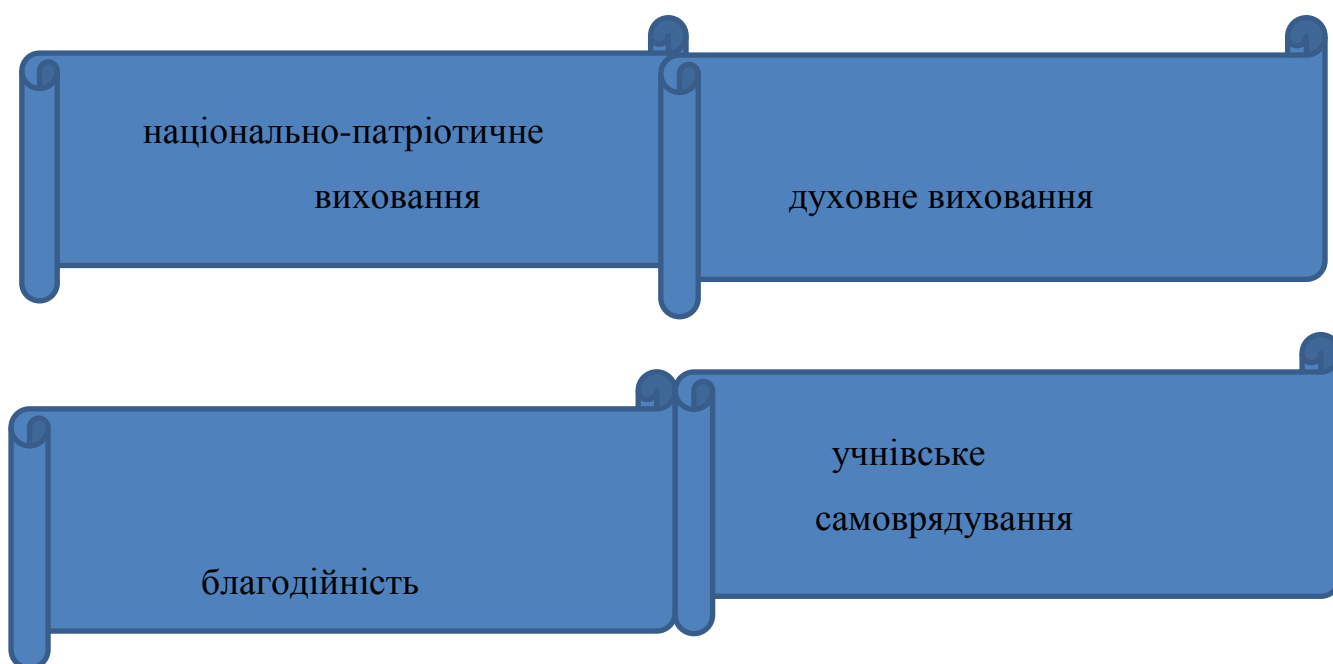 національно-патріотичне
виховання
духовне виховання
благодійність
учнівське
самоврядування